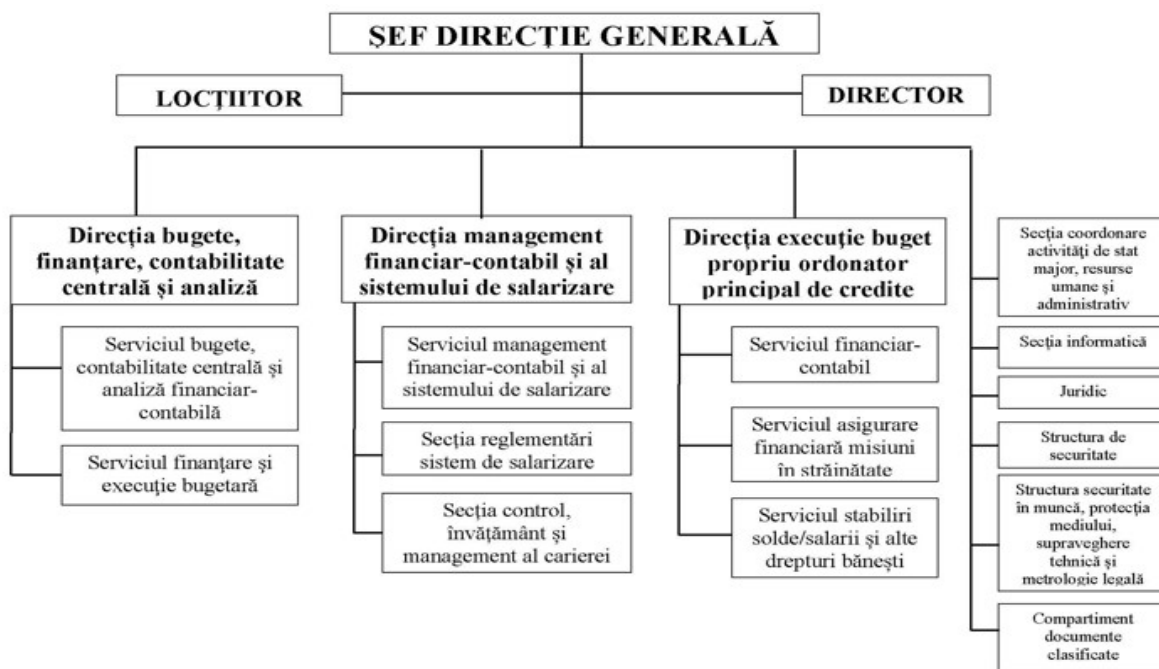 ȘEF DIRECȚIE GENERALĂ
LOCȚIITOR
DIRECTOR
Direcția bugete,
finanțare, contabilitate
centrală și analiză
Serviciul bugete,
contabilitate centrală și
analiză financiar-
contabilă
Serviciul finanțare și
execuție bugetară
Direcția management
financiar-contabil și al
sistemului de salarizare
Serviciul management
financiar-contabil și al
sistemului de salarizare
Secția reglementări
sistem de salarizare
Secția control,
învățământ și
management al carierei
Direcția execuție buget
propriu ordonator
principal de credite
Serviciul financiar-
contabil
Serviciul asigurare
financiară misiuni
în străinătate
Serviciul stabiliri
solde/salarii și alte
drepturi bănești
Secția coordonare
activități de stat
major, resurse
umane și
administrativ
Secția informatică
Juridic
Structura de
securitate
Structura securitate
în muncă, protecția
mediului,
supraveghere
tehnică și
metrologie legală
Compartiment
documente
clasificate